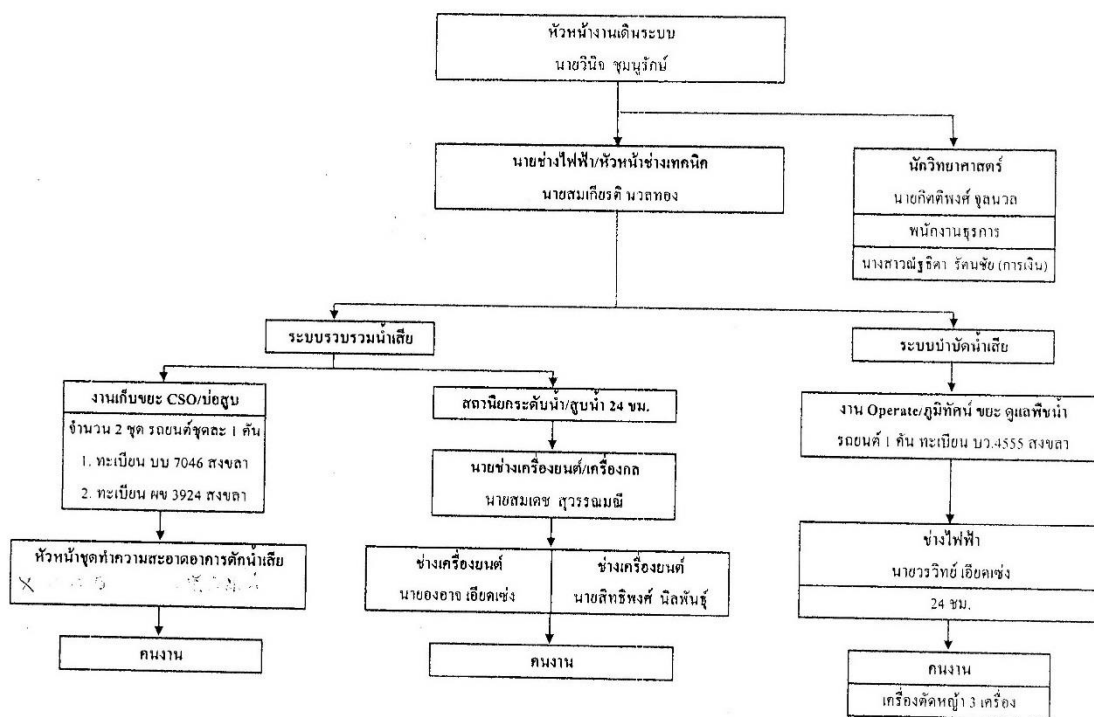 หัวหน้างานเดินระบบ
นายวินิจ ชุมนูรักษ์
นายช่างไฟฟ้า/หัวหน้าช่างเทคนิค
นายสมเกียรติ นวลทอง
นักวิทยาศาสตร์
นายกิตติพงศ์ จุลนวล
พนักงานธุรการ
นางสาวณัฐธิดา รัตนชัย (การเงิน)
ระบบรวบรวมน้ำเสีย
ระบบบำบัดน้ำเสีย
งานเก็บขยะ CSO/บ่อสูบ
จำนวน 2 ชุด รถยนต์ชุดละ 1 คัน
1. ทะเบียน บบ 7046 สงขลา
2. ทะเบียน ผข 3924 สงขลา
หัวหน้าชุดทำความสะอาดอาคารดักน้ำเสีย
คนงาน
สถานียกระดับน้ำ/สูบน้ำ 24 ชม.
นายช่างเครื่องยนต์/เครื่องกล
นายสมเดช สุวรรณมณี
ช่างเครื่องยนต์
นายองอาจ เอียดเซ่ง
ช่างเครื่องยนต์
นายสิทธิพงศ์ นิลพันธุ์
คนงาน
งาน Operate/ภูมิทัศน์ ขยะ ดูแลพืชน้ำ
รถยนต์ 1 คัน ทะเบียน บว.4555 สงขลา
ช่างไฟฟ้า
นายวรวิทย์ เอียดเซ่ง
24 ชม.
คนงาน
เครื่องตัดหญ้า 3 เครื่อง